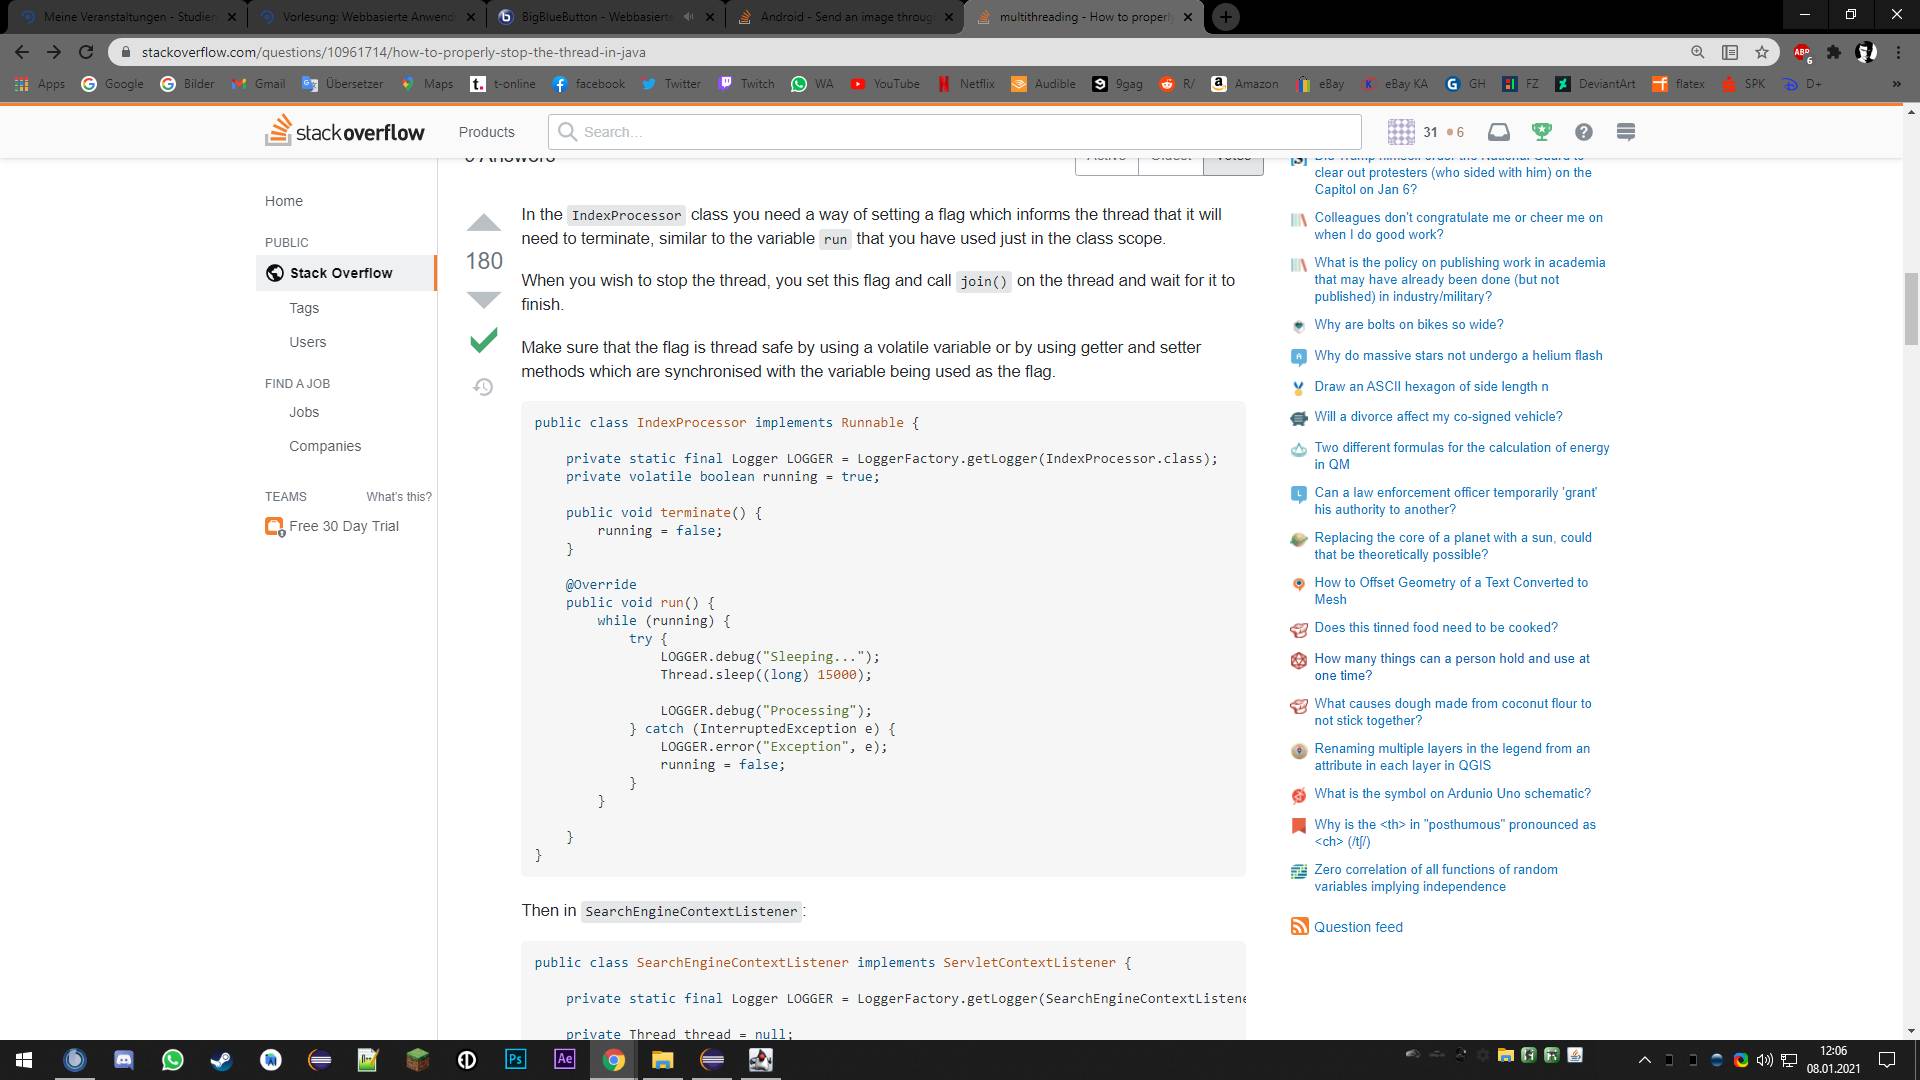 Meine Veranstaltungen - Studien
Vorlesung: Webbasierte Anwend
BigBlueButton - Webbasierte
Android - Send an image throug
multithreading - How to properly
stackoverflow.com/questions/10961714/how-to-properly-stop-the-thread-in-java
ABP
6
Apps
Google
Bilder
Gmail
Übersetzer
Maps
t-online
facebook
Twitter
Twitch
WA
YouTube
Netflix
Audible
9gag
R/
Amazon
eBay
eBay KA
GH
FZ
DeviantArt
flatex
SPK
D+
»
stackoverflow
Products
Search...
31 • 6
Answers
Active
Oldest
Votes
Home
PUBLIC
Stack Overflow
Tags
Users
FIND A JOB
Jobs
Companies
TEAMS
What's this?
Free 30 Day Trial
180
In the IndexProcessor class you need a way of setting a flag which informs the thread that it will
need to terminate, similar to the variable run that you have used just in the class scope.
When you wish to stop the thread, you set this flag and call join() on the thread and wait for it to
finish.
Make sure that the flag is thread safe by using a volatile variable or by using getter and setter
methods which are synchronised with the variable being used as the flag.
public class IndexProcessor implements Runnable {
private static final Logger LOGGER = LoggerFactory.getLogger(IndexProcessor.class);
private volatile boolean running = true;
public void terminate() {
running = false;
}
@Override
public void run() {
while (running) {
try {
LOGGER.debug("Sleeping...");
Thread.sleep((long) 15000);
LOGGER.debug("Processing");
} catch (InterruptedException e) {
LOGGER.error("Exception", e);
running = false;
}
}
}
}
Then in SearchEngineContextListener:
public class SearchEngineContextListener implements ServletContextListener {
private static final Logger LOGGER = LoggerFactory.getLogger(SearchEngineContextListene
private Thread thread = null;
Did Trump himself order the National Guard to
clear out protesters (who sided with him) on the
Capitol on Jan 6?
Colleagues don't congratulate me or cheer me on
when I do good work?
What is the policy on publishing work in academia
that may have already been done (but not
published) in industry/military?
Why are bolts on bikes so wide?
Why do massive stars not undergo a helium flash
Draw an ASCII hexagon of side length n
Will a divorce affect my co-signed vehicle?
Two different formulas for the calculation of energy
in QM
Can a law enforcement officer temporarily 'grant'
his authority to another?
Replacing the core of a planet with a sun, could
that be theoretically possible?
How to Offset Geometry of a Text Converted to
Mesh
Does this tinned food need to be cooked?
How many things can a person hold and use at
one time?
What causes dough made from coconut flour to
not stick together?
Renaming multiple layers in the legend from an
attribute in each layer in QGIS
What is the symbol on Ardunio Uno schematic?
Why is the <th> in "posthumous" pronounced as
<ch> (/tʃ/)
Zero correlation of all functions of random
variables implying independence
Question feed
Ps
Ae
12:06
08.01.2021